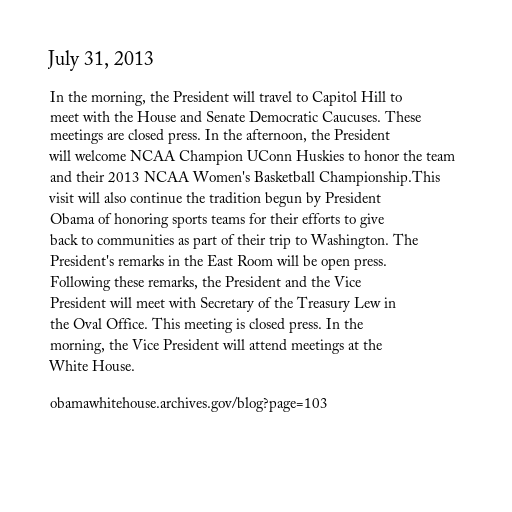 July 31, 2013
In the morning, the President will travel to Capitol Hill to
meet with the House and Senate Democratic Caucuses. These
meetings are closed press. In the afternoon, the President
will welcome NCAA Champion UConn Huskies to honor the team
and their 2013 NCAA Women's Basketball Championship.This
visit will also continue the tradition begun by President
Obama of honoring sports teams for their efforts to give
back to communities as part of their trip to Washington. The
President's remarks in the East Room will be open press.
Following these remarks, the President and the Vice
President will meet with Secretary of the Treasury Lew in
the Oval Office. This meeting is closed press. In the
morning, the Vice President will attend meetings at the
White House.
obamawhitehouse.archives.gov/blog?page=103